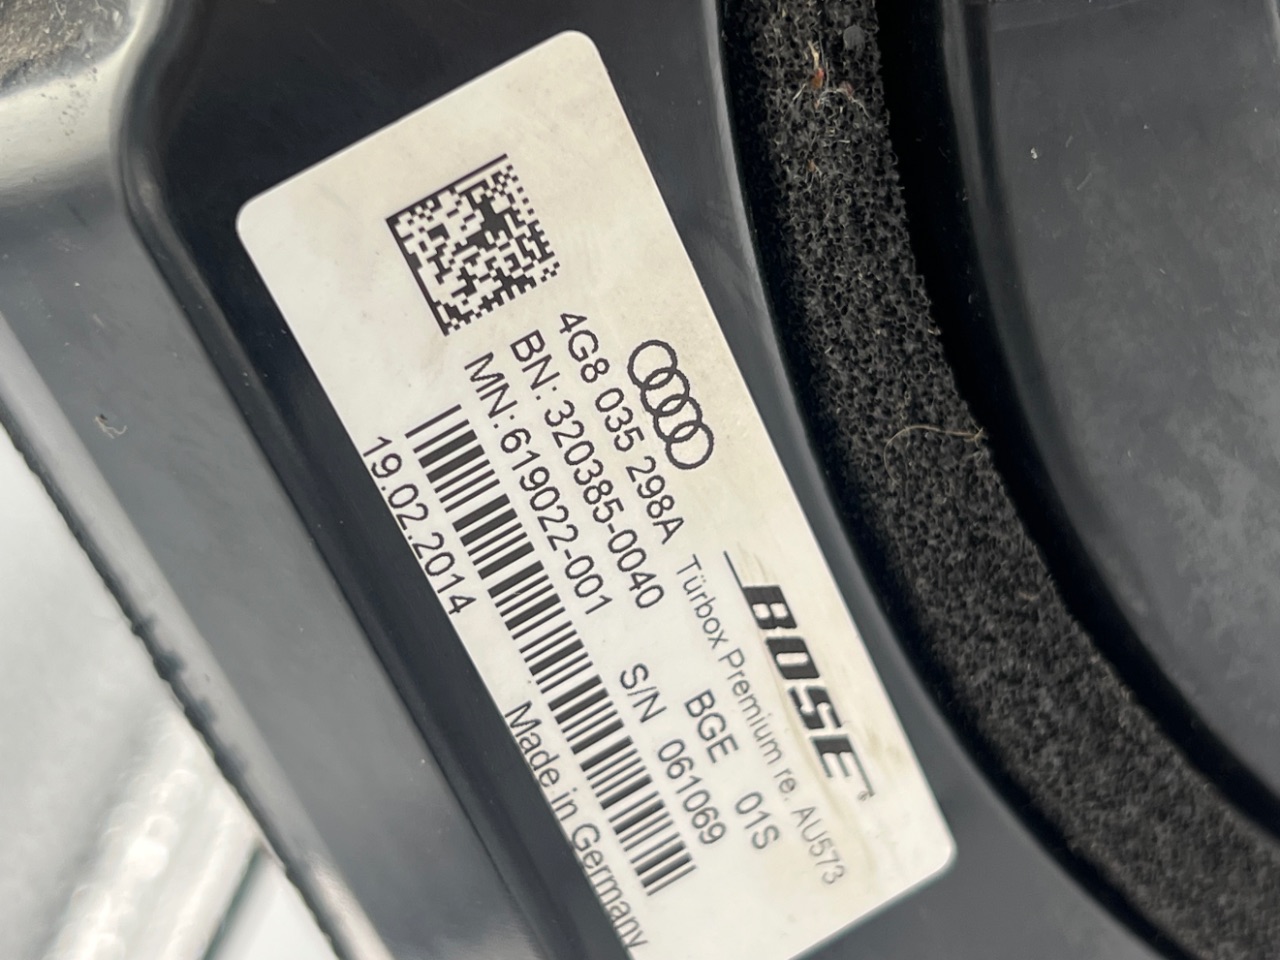 BOSE®
4G8 035 298A Türbox Premium re. AU573
BN: 320385-0040 BGE 01S
MN: 619022-001 S/N 061069
19.02.2014 Made in Germany